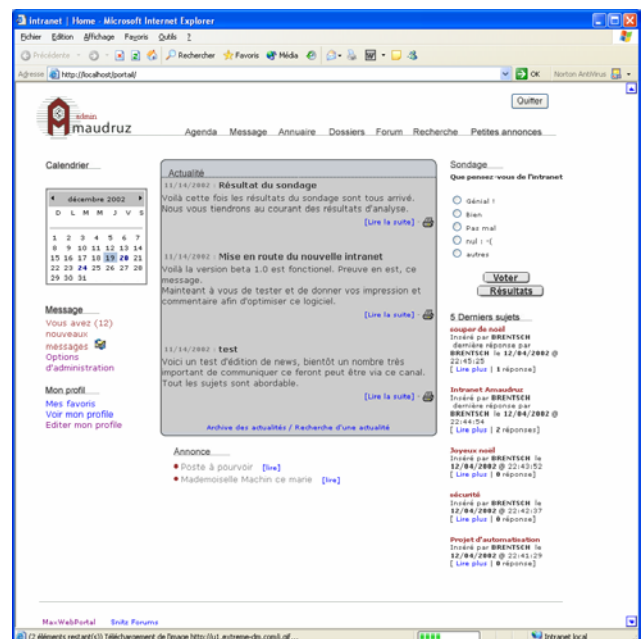 Intranet | Home - Microsoft Internet Explorer
Fichier Edition Affichage Favoris Outils ?
Précédente Rechercher Favoris Média
Adresse http://localhost/portal/ OK Norton AntiVirus
Quitter
admin
Amaudruz
Agenda Message Annuaire Dossiers Forum Recherche Petites annonces
Calendrier
décembre 2002
D L M M J V S
1 2 3 4 5 6 7
8 9 10 11 12 13 14
15 16 17 18 19 20 21
22 23 24 25 26 27 28
29 30 31
Message
Vous avez (12)
nouveaux
messages
Options
d'administration
Mon profil
Mes favoris
Voir mon profile
Editer mon profile
Actualité
11/14/2002 : Résultat du sondage
Voilà cette fois les résultats du sondage sont tous arrivé.
Nous vous tiendrons au courant des résultats d'analyse.
[Lire la suite] -
11/14/2002 : Mise en route du nouvelle intranet
Voilà la version beta 1.0 est fonctionel. Preuve en est, ce
message.
Mainteant à vous de tester et de donner vos impression et
commentaire afin d'optimiser ce logiciel.
[Lire la suite] -
11/14/2002 : test
Voici un test d'édition de news, bientôt un nombre très
important de communiquer ce feront peut être via ce canal.
Tout les sujets sont abordable.
[Lire la suite] -
Archive des actualités / Recherche d'une actualité
Annonce
Poste à pourvoir [lire]
Mademoiselle Machin ce marie [lire]
Sondage
Que pensez-vous de l'intranet
Génial !
Bien
Pas mal
nul : -(
autres
Voter
Résultats
5 Derniers sujets
souper de noël
Inséré par BRENTSCH
dernière réponse par
BRENTSCH le 12/04/2002 @
22:45:25
[ Lire plus | 1 réponse]
Intranet Amaudruz
Inséré par BRENTSCH
dernière réponse par
BRENTSCH le 12/04/2002 @
22:44:54
[ Lire plus | 2 réponses]
Joyeux noël
Inséré par BRENTSCH le
12/04/2002 @ 22:43:52
[ Lire plus | 0 réponse]
sécurité
Inséré par BRENTSCH le
12/04/2002 @ 22:42:37
[ Lire plus | 0 réponse]
Projet d'automatisation
Inséré par BRENTSCH le
12/04/2002 @ 22:41:29
[ Lire plus | 0 réponse]
MaxWebPortal Snitz Forums
(2 éléments restant(s)) Téléchargement de l'image http://u1.extreme-dm.com/i.gif ... Intranet local